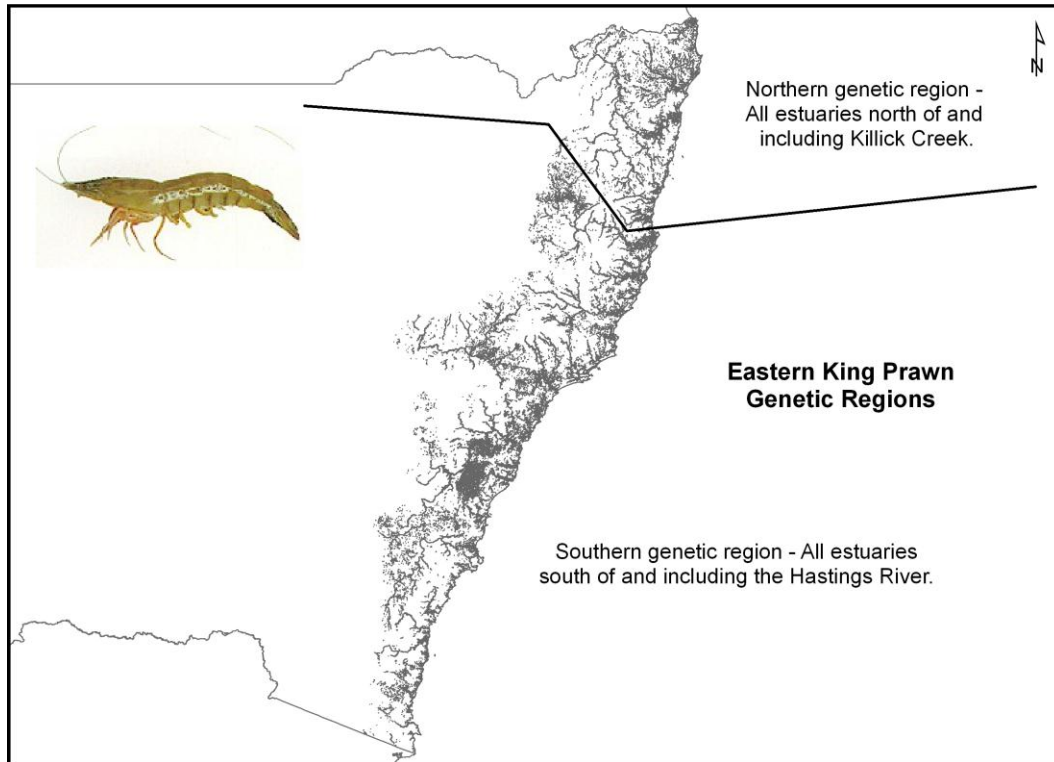 N
Northern genetic region -
All estuaries north of and
including Killick Creek.
Eastern King Prawn
Genetic Regions
Southern genetic region - All estuaries
south of and including the Hastings River.